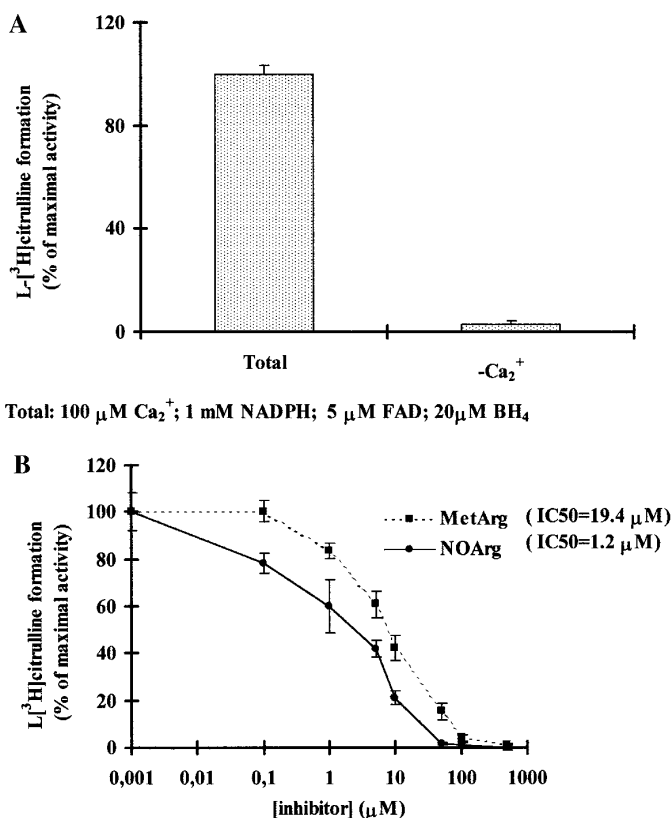 A
L-[³H]citrulline formation
(% of maximal activity)
120
80
40
0
Total
-Ca₂⁺
Total: 100 μM Ca₂⁺; 1 mM NADPH; 5 μM FAD; 20μM BH₄
B
L[³H]citrulline formation
(% of maximal activity)
120
100
80
60
40
20
0
MetArg (IC50=19.4 μM)
NOArg (IC50=1.2 μM)
0,001 0,01 0,1 1 10 100 1000
[inhibitor] (μM)